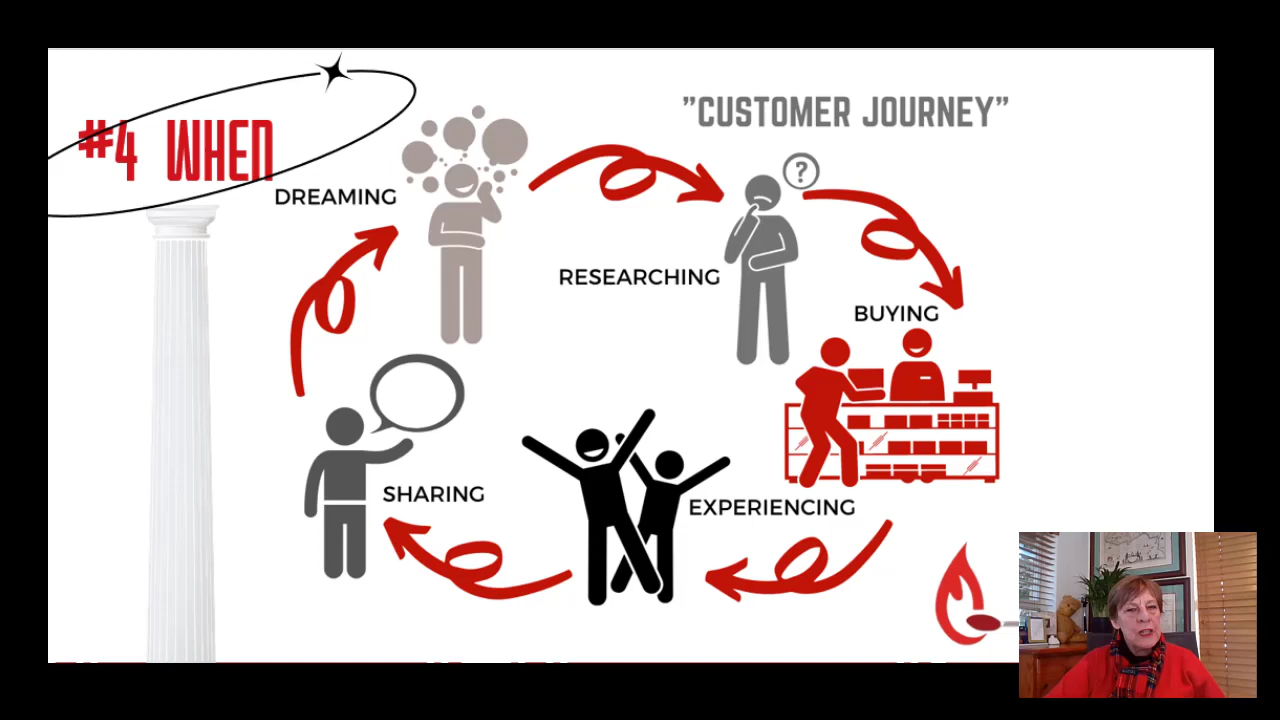 #4 WHEN
"CUSTOMER JOURNEY"
DREAMING
?
RESEARCHING
BUYING
EXPERIENCING
SHARING